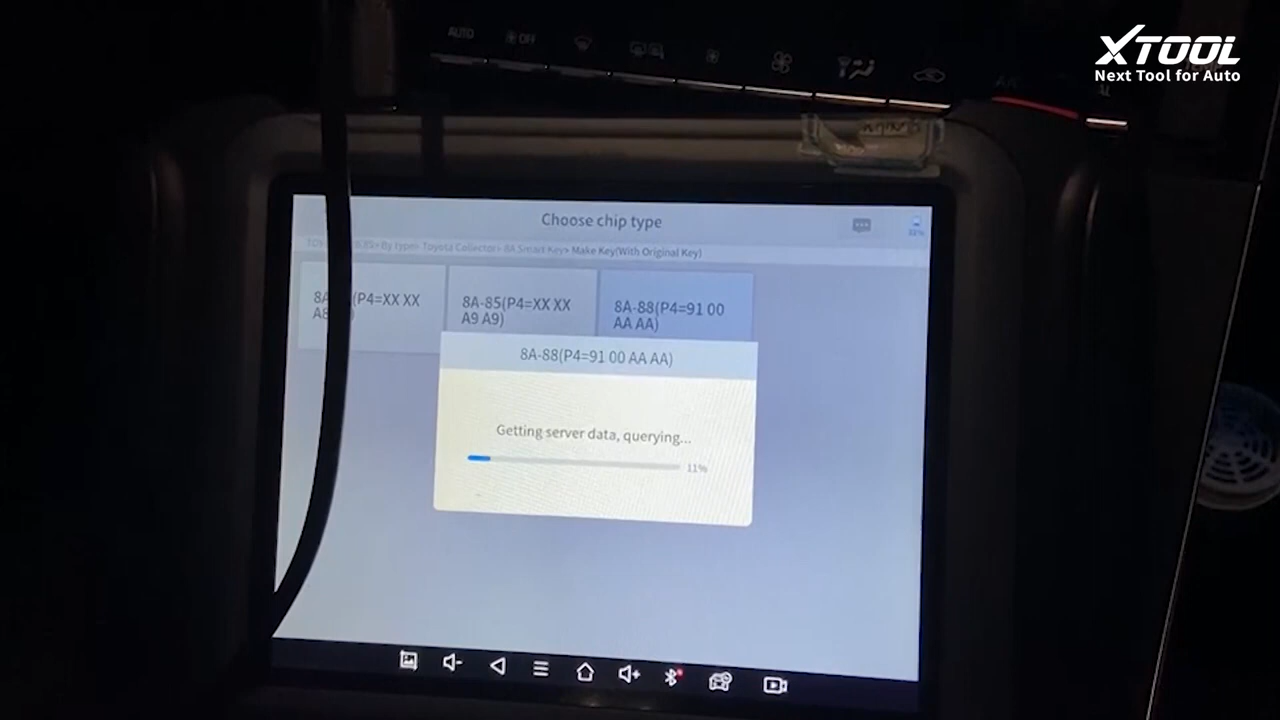 AUTO
OFF
XTOOL
Next Tool for Auto
Choose chip type
By type> Toyota Collector> 8A Smart Key> Make Key(With Original Key)
(P4=XX XX
8A-85(P4=XX XX
A9 A9)
8A-88(P4=91 00
AA AA)
8A-88(P4=91 00 AA AA)
Getting server data, querying...
11%